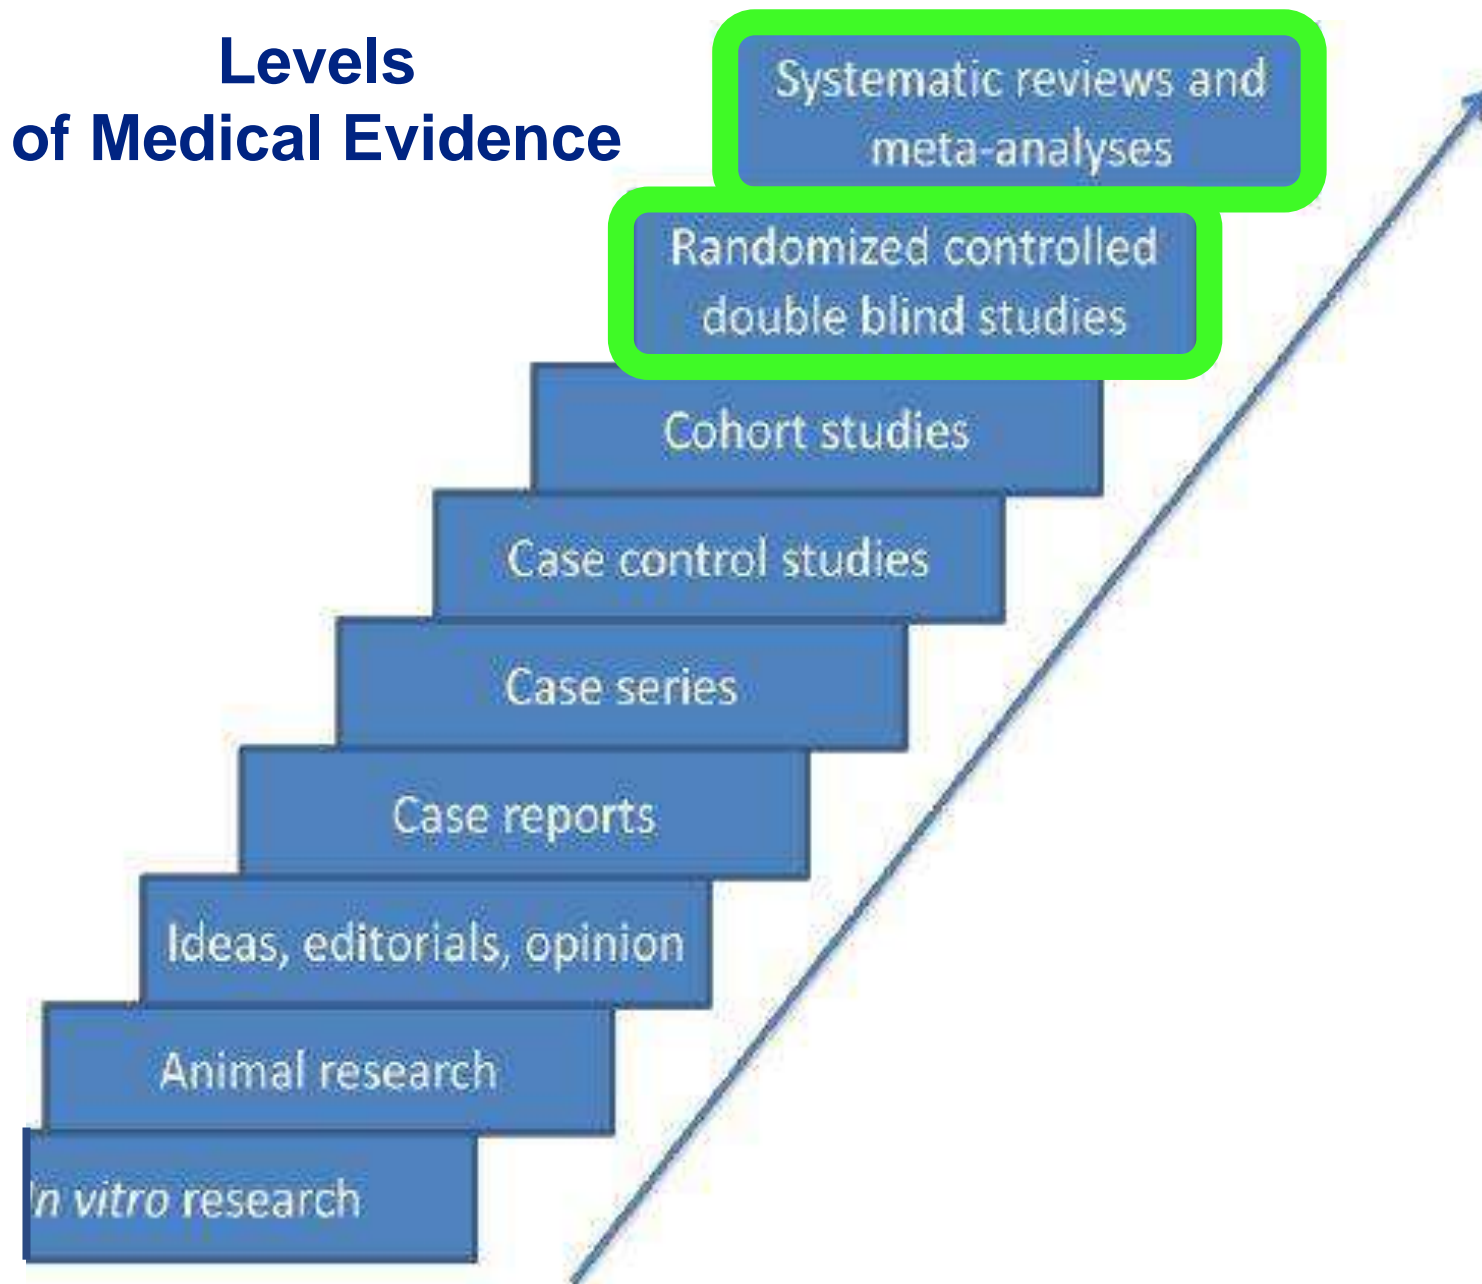 Levels
of Medical Evidence
Systematic reviews and
meta-analyses
Randomized controlled
double blind studies
Cohort studies
Case control studies
Case series
Case reports
Ideas, editorials, opinion
Animal research
In vitro research